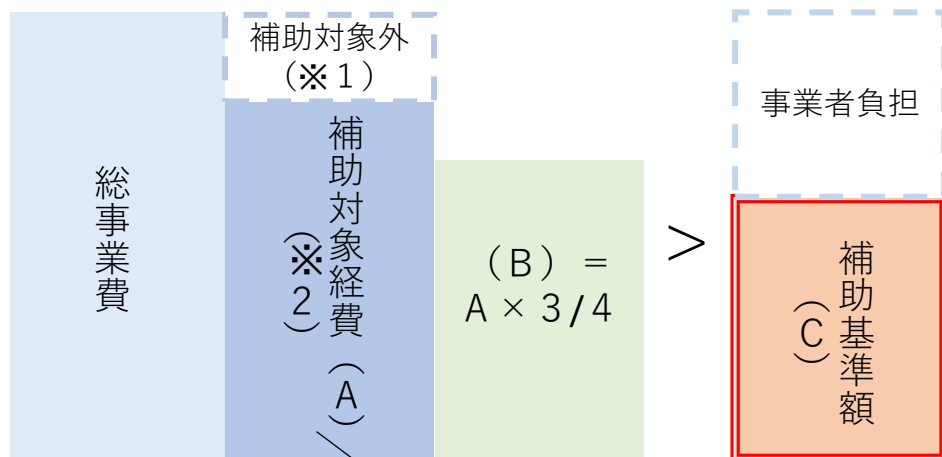 総事業費
補助対象外
（※１）
補助対象経費（A）/
（※２）
（B）＝
A × 3/4
＞
事業者負担
補助基準額
（C）